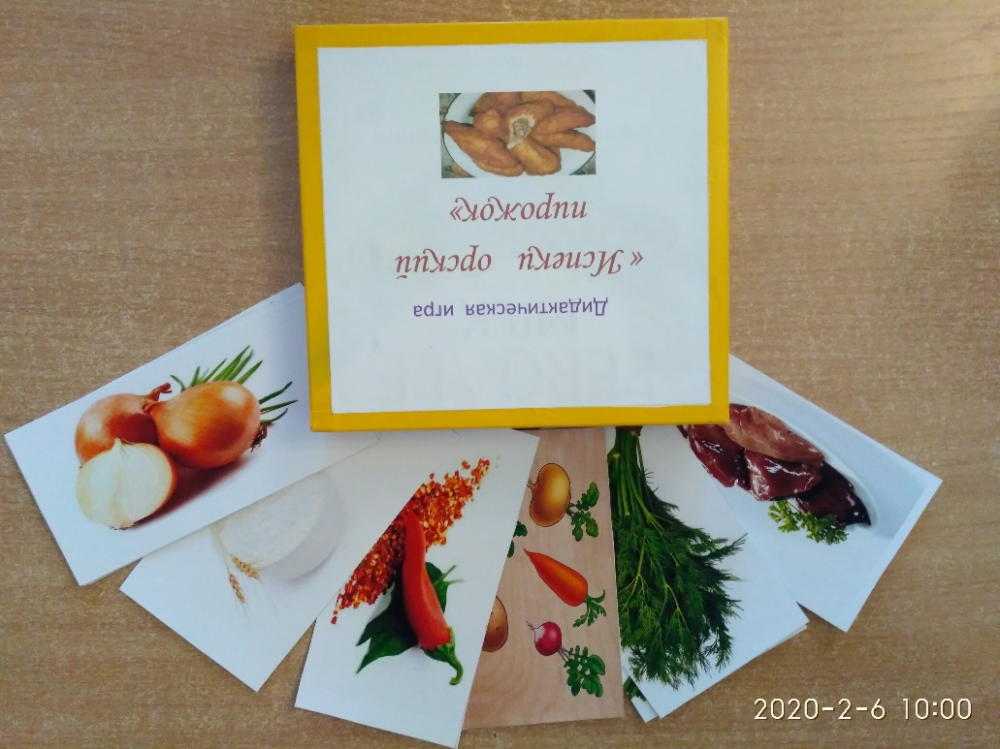 Дидактическая игра
« Испеки орский
пирожок»
2020-2-6 10:00